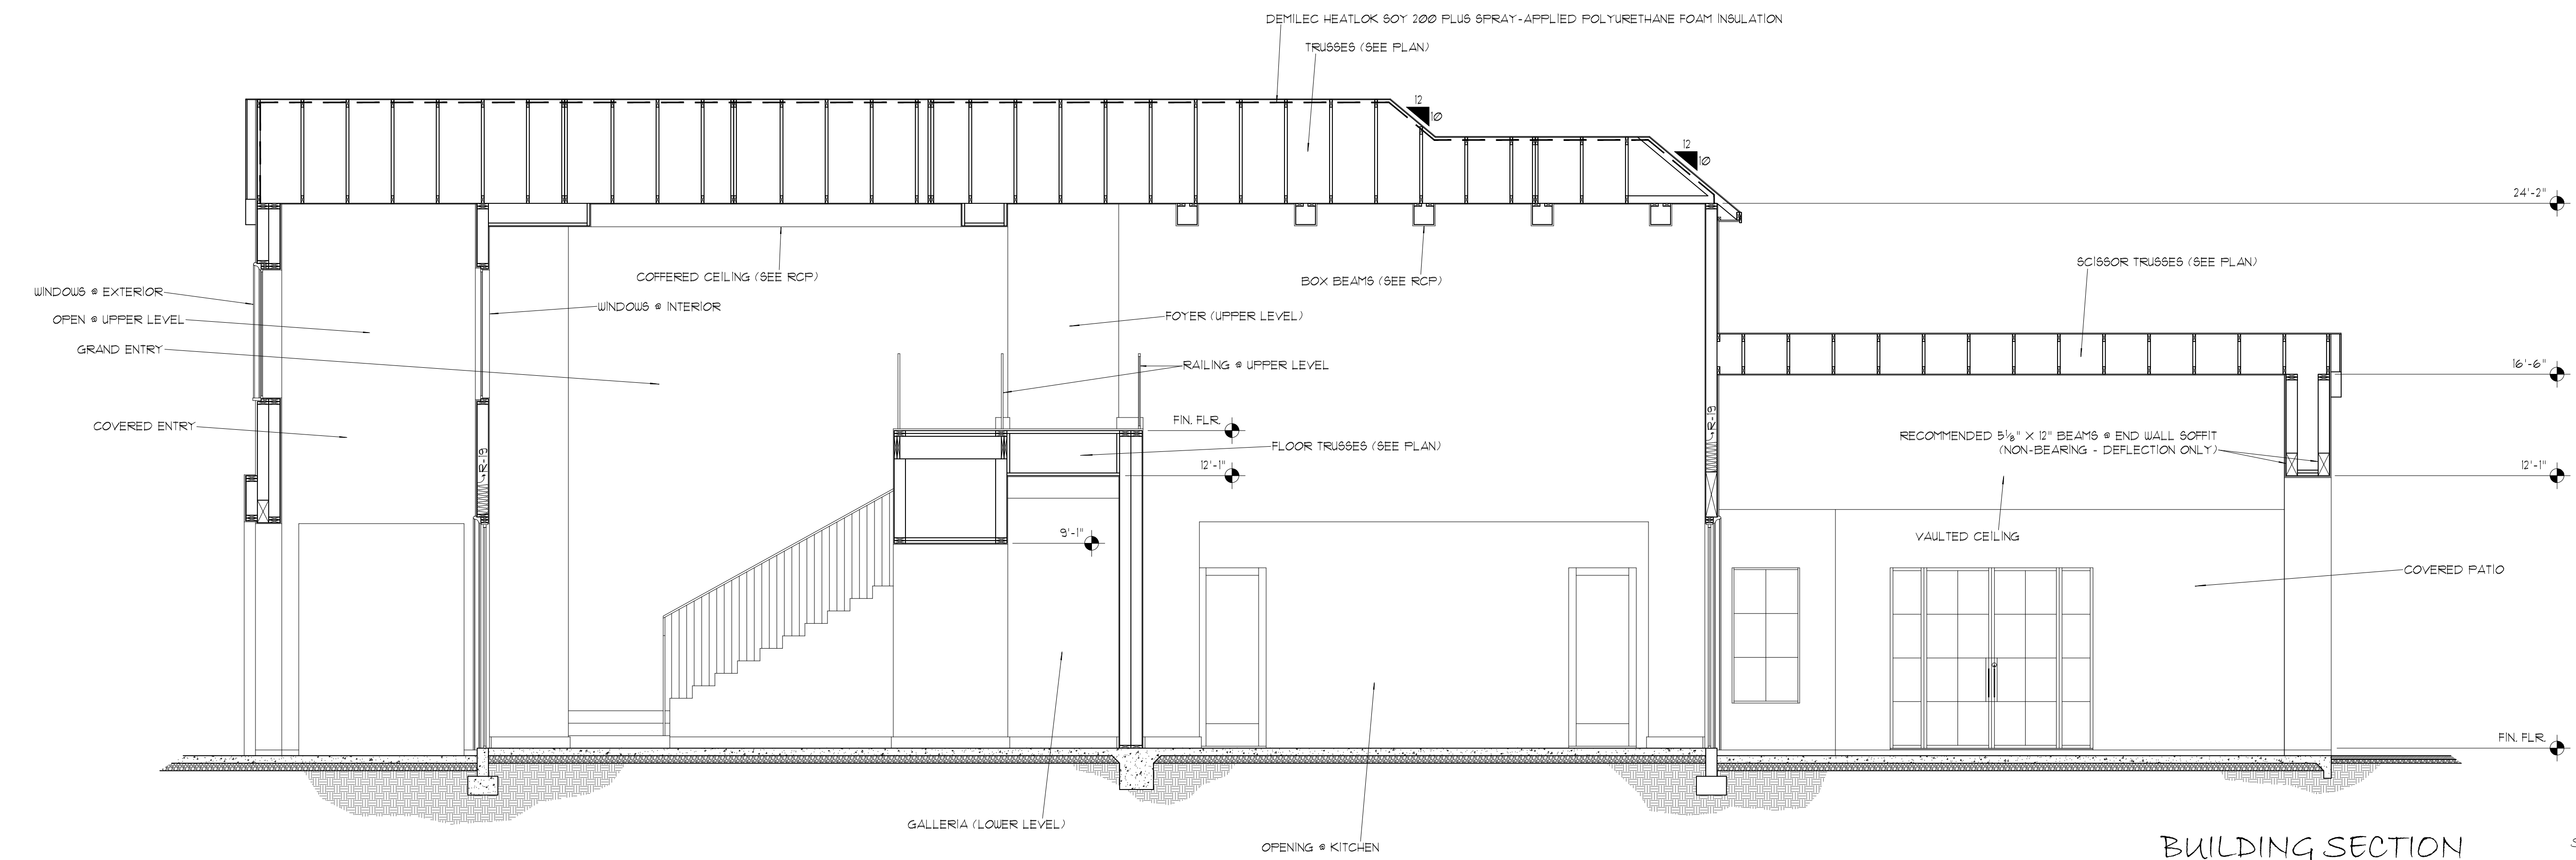 DEMILEC HEATLOK SOY 200 PLUS SPRAY-APPLIED POLYURETHANE FOAM INSULATION
TRUSSES (SEE PLAN)
12
10
12
10
24'-2"
COFFERED CEILING (SEE RCP)
BOX BEAMS (SEE RCP)
SCISSOR TRUSSES (SEE PLAN)
WINDOWS @ EXTERIOR
WINDOWS @ INTERIOR
OPEN @ UPPER LEVEL
FOYER (UPPER LEVEL)
GRAND ENTRY
RAILING @ UPPER LEVEL
16'-6"
COVERED ENTRY
FIN. FLR.
R-19
R-19
FLOOR TRUSSES (SEE PLAN)
RECOMMENDED 5 1/8" X 12" BEAMS @ END WALL SOFFIT
(NON-BEARING - DEFLECTION ONLY)
12'-1"
12'-1"
9'-1"
VAULTED CEILING
COVERED PATIO
FIN. FLR.
GALLERIA (LOWER LEVEL)
OPENING @ KITCHEN
BUILDING SECTION